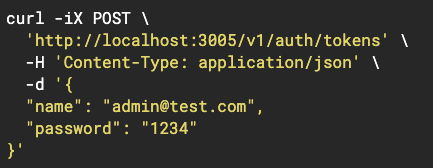 curl -iX POST \
  'http://localhost:3005/v1/auth/tokens' \
  -H 'Content-Type: application/json' \
  -d '{
  "name": "admin@test.com",
  "password": "1234"
}'